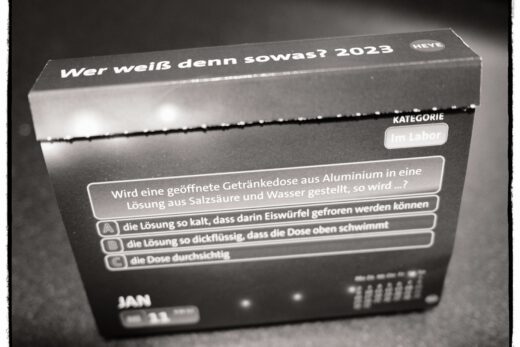 Wer weiß denn sowas? 2023
HEYE
KATEGORIE
Im Labor
Wird eine geöffnete Getränkedose aus Aluminium in eine
Lösung aus Salzsäure und Wasser gestellt, so wird ...?
A die Lösung so kalt, dass darin Eiswürfel gefroren werden können
B die Lösung so dickflüssig, dass die Dose oben schwimmt
C die Dose durchsichtig
JAN
11